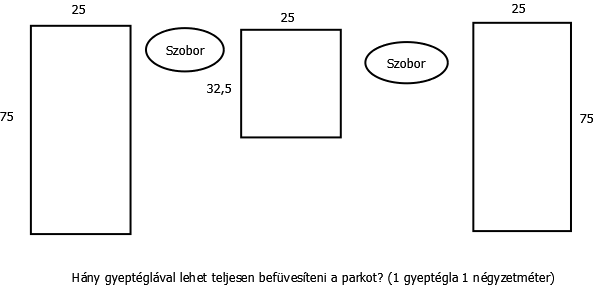 25
25
25
Szobor
Szobor
32,5
75
75
Hány gyeptéglával lehet teljesen befüvesíteni a parkot? (1 gyeptégla 1 négyzetméter)